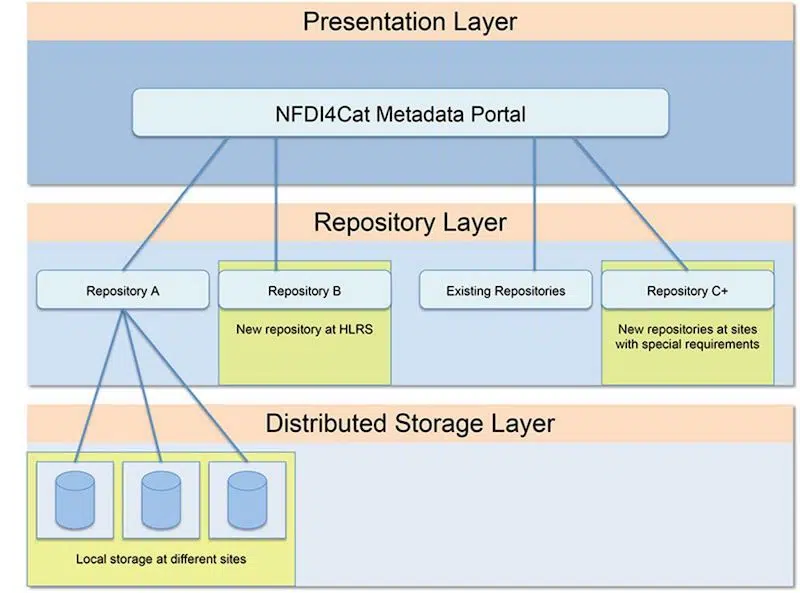 Presentation Layer
NFDI4Cat Metadata Portal
Repository Layer
Repository A
Repository B
Existing Repositories
Repository C+
New repository at HLRS
New repositories at sites
with special requirements
Distributed Storage Layer
Local storage at different sites